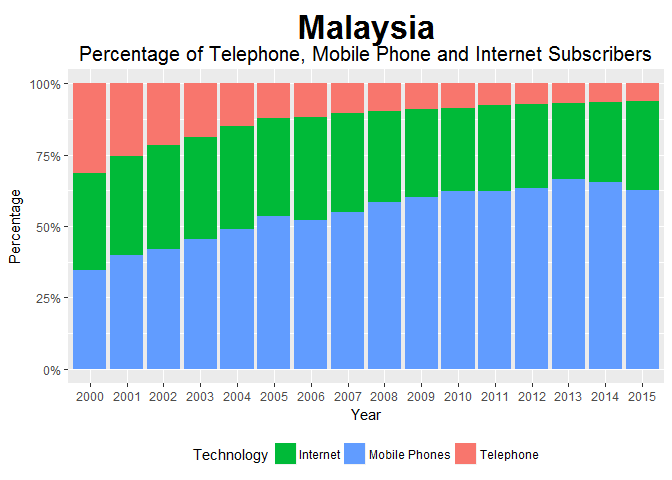 Malaysia
Percentage of Telephone, Mobile Phone and Internet Subscribers
100%
75%
50%
25%
0%
Percentage
2000 2001 2002 2003 2004 2005 2006 2007 2008 2009 2010 2011 2012 2013 2014 2015
Year
Technology Internet Mobile Phones Telephone